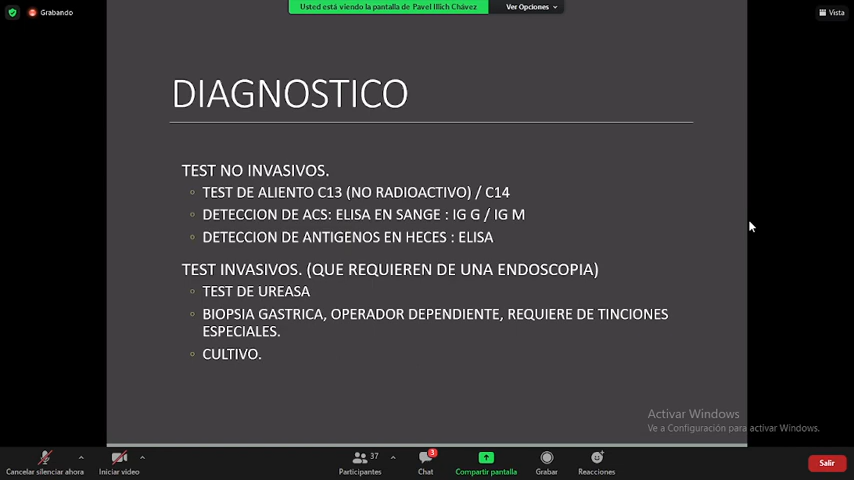 Grabando
Usted está viendo la pantalla de Pavel Illich Chávez
Ver Opciones
Vista
DIAGNOSTICO
TEST NO INVASIVOS.
TEST DE ALIENTO C13 (NO RADIOACTIVO) / C14
DETECCION DE ACS: ELISA EN SANGE : IG G / IG M
DETECCION DE ANTIGENOS EN HECES : ELISA
TEST INVASIVOS. (QUE REQUIEREN DE UNA ENDOSCOPIA)
TEST DE UREASA
BIOPSIA GASTRICA, OPERADOR DEPENDIENTE, REQUIERE DE TINCIONES
ESPECIALES.
CULTIVO.
Activar Windows
Ve a Configuración para activar Windows.
37
3
Cancelar silenciar ahora
Iniciar video
Participantes
Chat
Compartir pantalla
Grabar
Reacciones
Salir